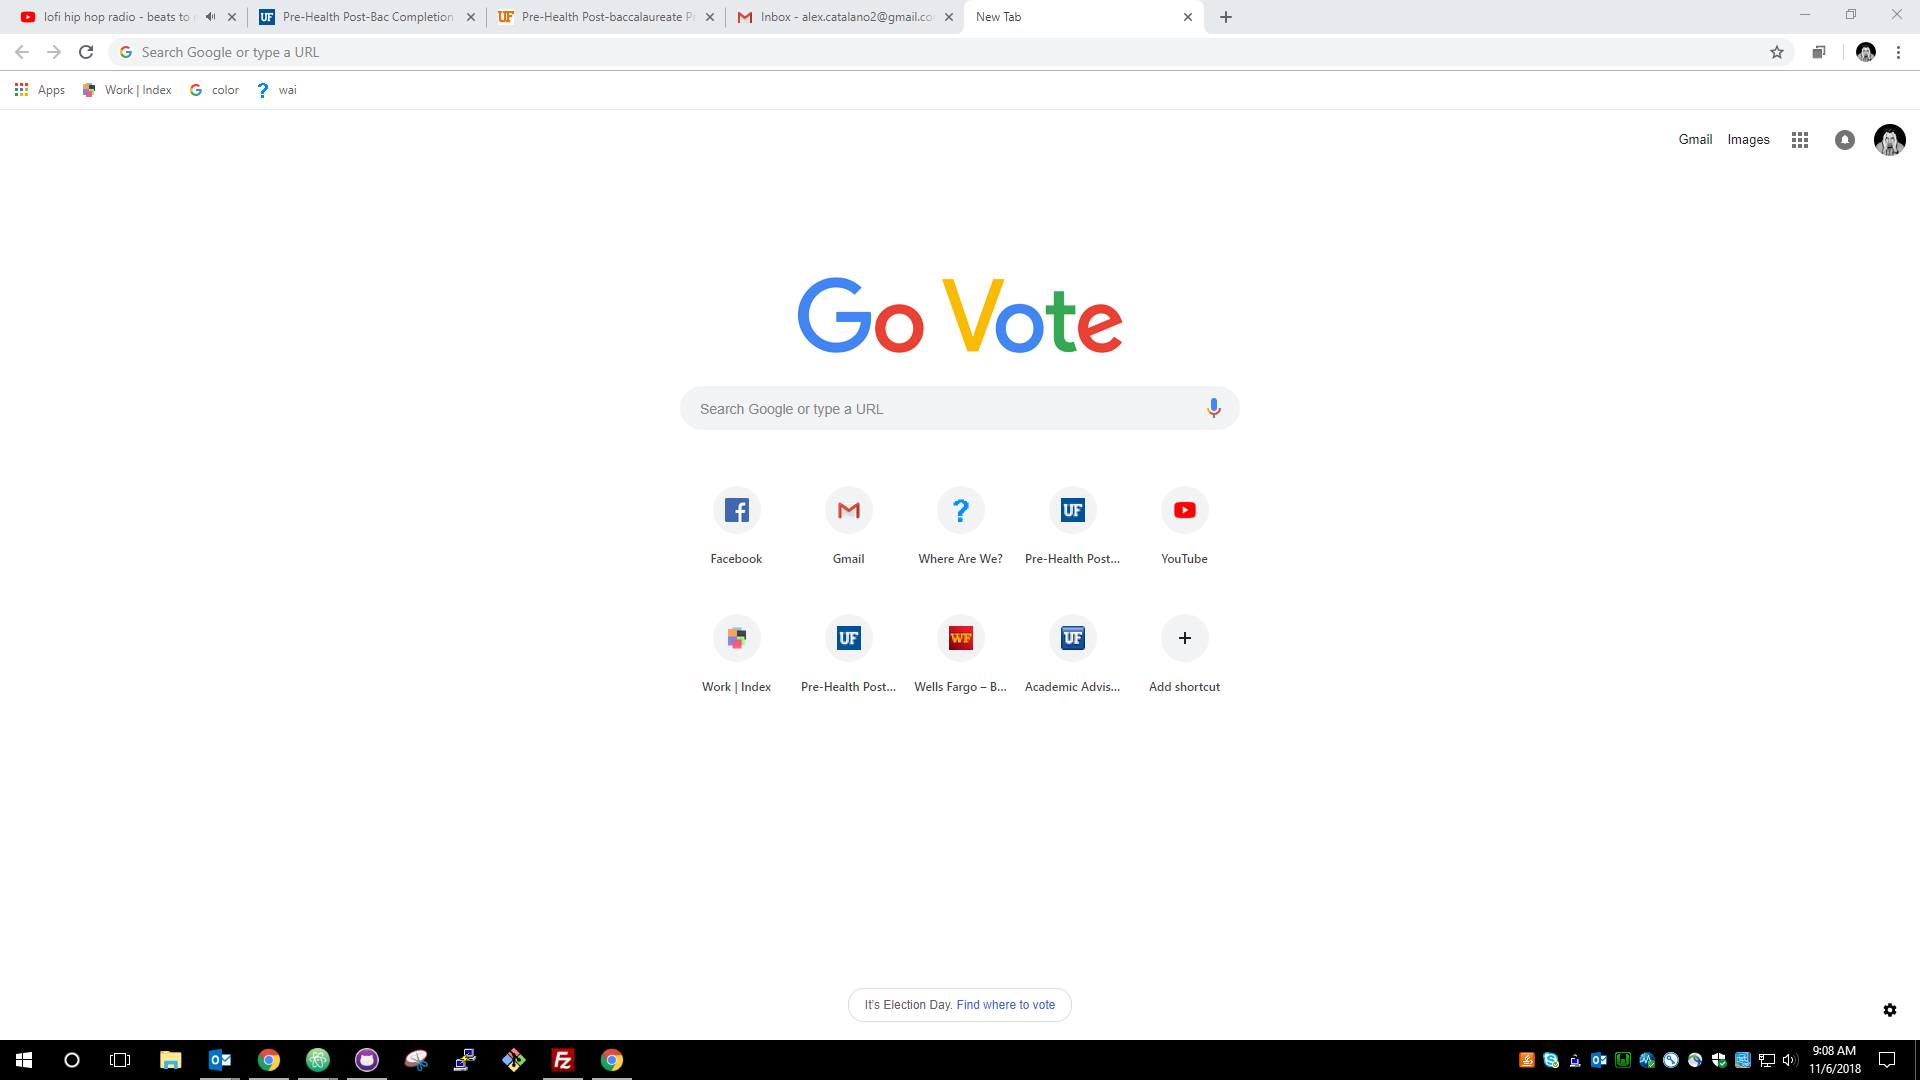 lofi hip hop radio - beats to
Pre-Health Post-Bac Completion
Pre-Health Post-baccalaureate P
Inbox - alex.catalano2@gmail.co
New Tab
Search Google or type a URL
Apps
Work | Index
color
wai
Gmail
Images
Go Vote
Search Google or type a URL
Facebook
Gmail
Where Are We?
Pre-Health Post...
YouTube
Work | Index
Pre-Health Post...
Wells Fargo – B...
Academic Advis...
Add shortcut
It's Election Day. Find where to vote
9:08 AM
11/6/2018